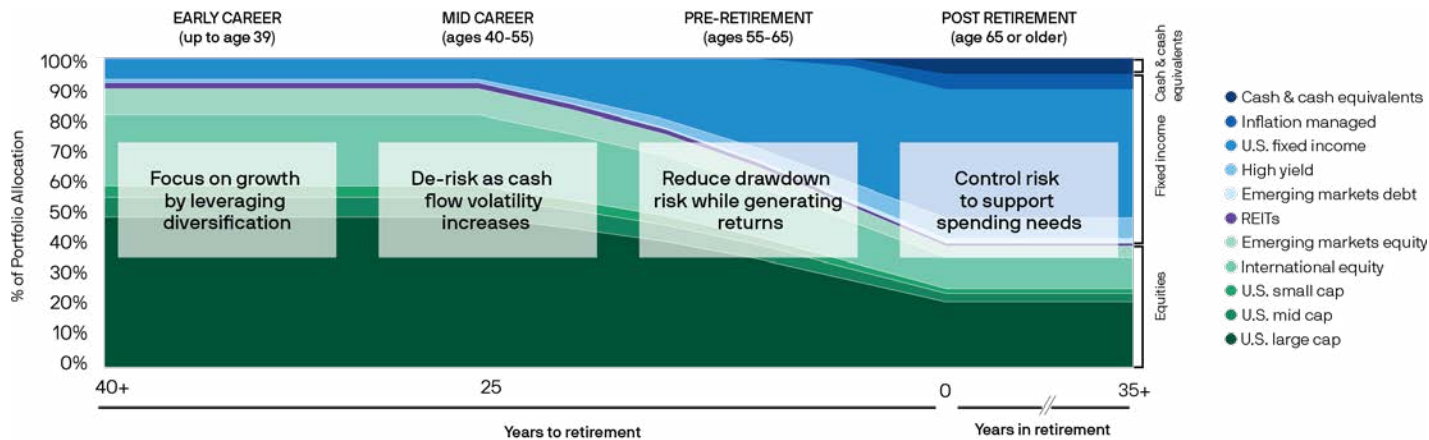 EARLY CAREER
(up to age 39)
MID CAREER
(ages 40-55)
PRE-RETIREMENT
(ages 55-65)
POST RETIREMENT
(age 65 or older)
% of Portfolio Allocation
100%
90%
80%
70%
60%
50%
40%
30%
20%
10%
0%
Focus on growth
by leveraging
diversification
De-risk as cash
flow volatility
increases
Reduce drawdown
risk while generating
returns
Control risk
to support
spending needs
Cash & cash
equivalents
Fixed income
Equities
Cash & cash equivalents
Inflation managed
U.S. fixed income
High yield
Emerging markets debt
REITs
Emerging markets equity
International equity
U.S. small cap
U.S. mid cap
U.S. large cap
40+
25
0
35+
Years to retirement
Years in retirement